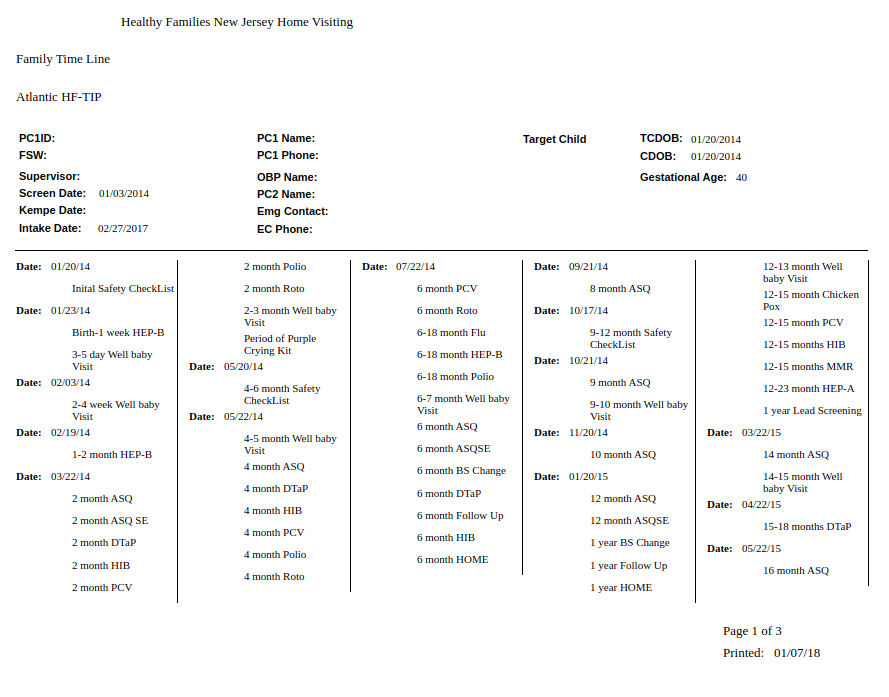 Healthy Families New Jersey Home Visiting
Family Time Line
Atlantic HF-TIP
PC1ID:
FSW:
Supervisor:
Screen Date: 01/03/2014
Kempe Date:
Intake Date: 02/27/2017
PC1 Name:
PC1 Phone:
OBP Name:
PC2 Name:
Emg Contact:
EC Phone:
Target Child
TCDOB: 01/20/2014
CDOB: 01/20/2014
Gestational Age: 40
Date: 01/20/14
Inital Safety CheckList
Date: 01/23/14
Birth-1 week HEP-B
3-5 day Well baby
Visit
Date: 02/03/14
2-4 week Well baby
Visit
Date: 02/19/14
1-2 month HEP-B
Date: 03/22/14
2 month ASQ
2 month ASQ SE
2 month DTaP
2 month HIB
2 month PCV
2 month Polio
2 month Roto
2-3 month Well baby
Visit
Period of Purple
Crying Kit
Date: 05/20/14
4-6 month Safety
CheckList
Date: 05/22/14
4-5 month Well baby
Visit
4 month ASQ
4 month DTaP
4 month HIB
4 month PCV
4 month Polio
4 month Roto
Date: 07/22/14
6 month PCV
6 month Roto
6-18 month Flu
6-18 month HEP-B
6-18 month Polio
6-7 month Well baby
Visit
6 month ASQ
6 month ASQSE
6 month BS Change
6 month DTaP
6 month Follow Up
6 month HIB
6 month HOME
Date: 09/21/14
8 month ASQ
Date: 10/17/14
9-12 month Safety
CheckList
Date: 10/21/14
9 month ASQ
9-10 month Well baby
Visit
Date: 11/20/14
10 month ASQ
Date: 01/20/15
12 month ASQ
12 month ASQSE
1 year BS Change
1 year Follow Up
1 year HOME
12-13 month Well
baby Visit
12-15 month Chicken
Pox
12-15 month PCV
12-15 months HIB
12-15 months MMR
12-23 month HEP-A
1 year Lead Screening
Date: 03/22/15
14 month ASQ
14-15 month Well
baby Visit
Date: 04/22/15
15-18 months DTaP
Date: 05/22/15
16 month ASQ
Page 1 of 3
Printed: 01/07/18